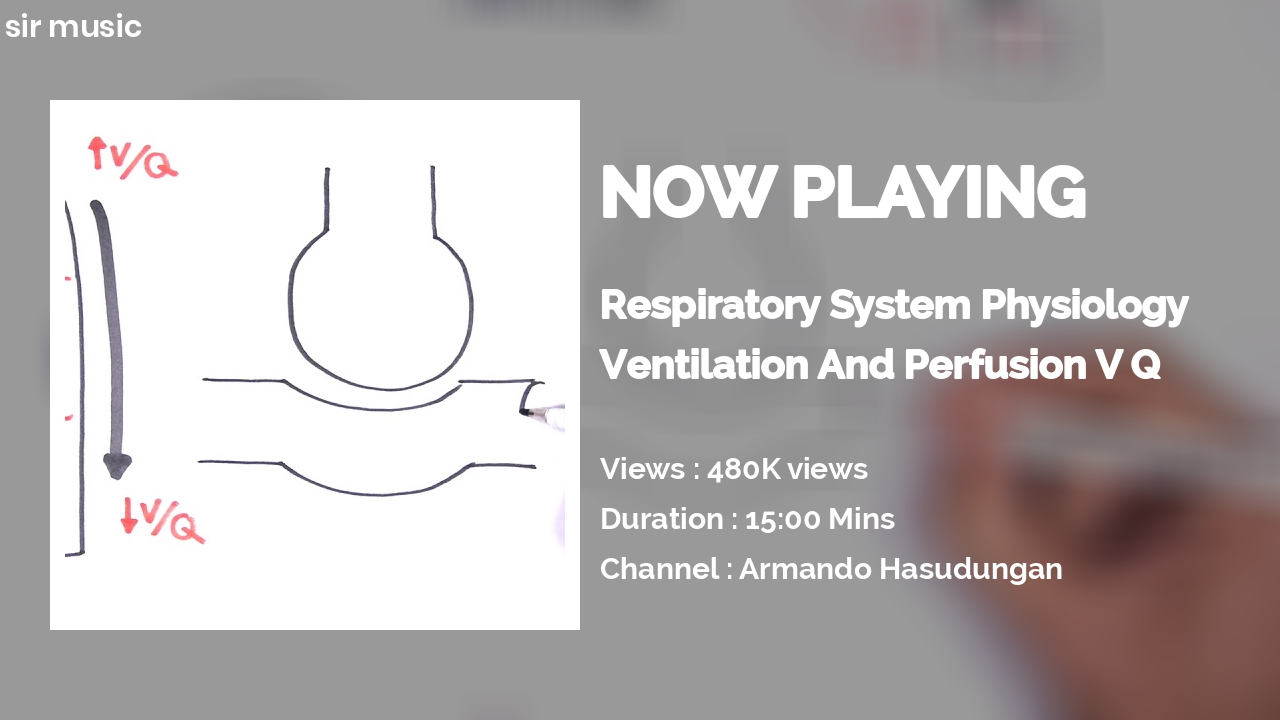 sir music
↑V/Q
↓V/Q
NOW PLAYING
Respiratory System Physiology
Ventilation And Perfusion V Q
Views : 480K views
Duration : 15:00 Mins
Channel : Armando Hasudungan